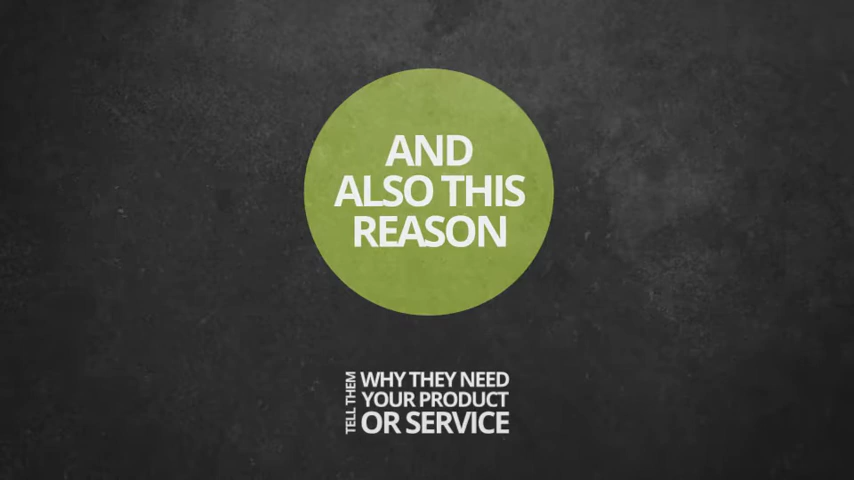 AND
ALSO THIS
REASON
TELL THEM
WHY THEY NEED
YOUR PRODUCT
OR SERVICE